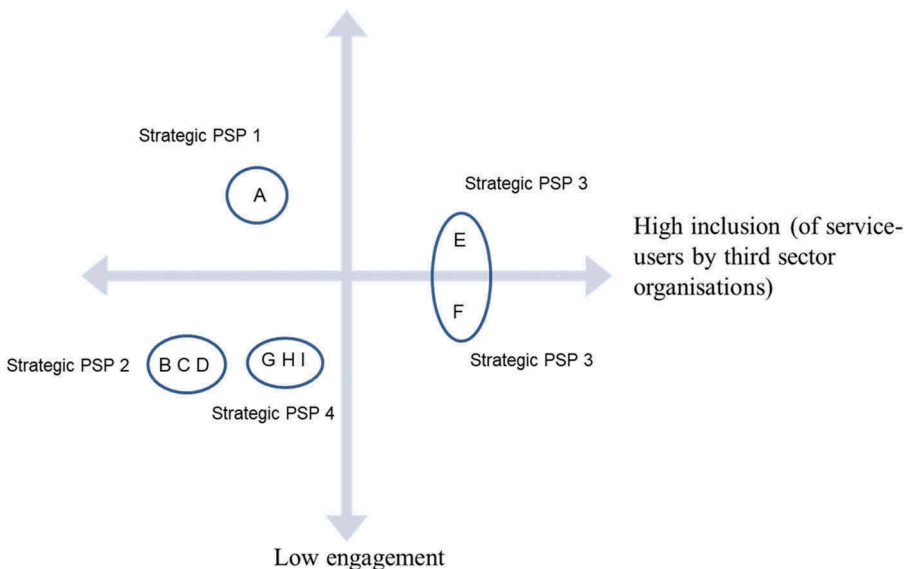 Strategic PSP 1
A
Strategic PSP 3
E
High inclusion (of service-
users by third sector
organisations)
F
Strategic PSP 2
B C D
G H I
Strategic PSP 3
Strategic PSP 4
Low engagement